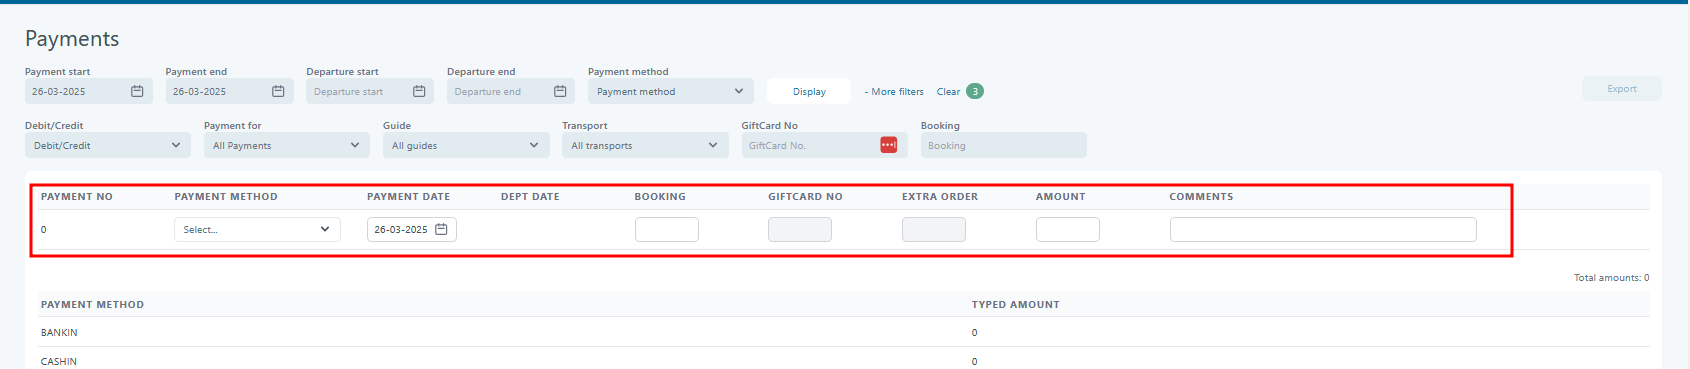 Payments
Payment start Payment end Departure start Departure end Payment method
26-03-2025 26-03-2025 Departure start Departure end Payment method Display - More filters Clear 3 Export
Debit/Credit Payment for Guide Transport GiftCard No Booking
Debit/Credit All Payments All guides All transports GiftCard No. Booking
PAYMENT NO PAYMENT METHOD PAYMENT DATE DEPT DATE BOOKING GIFTCARD NO EXTRA ORDER AMOUNT COMMENTS
0 Select... 26-03-2025
Total amounts: 0
PAYMENT METHOD TYPED AMOUNT
BANKIN 0
CASHIN 0